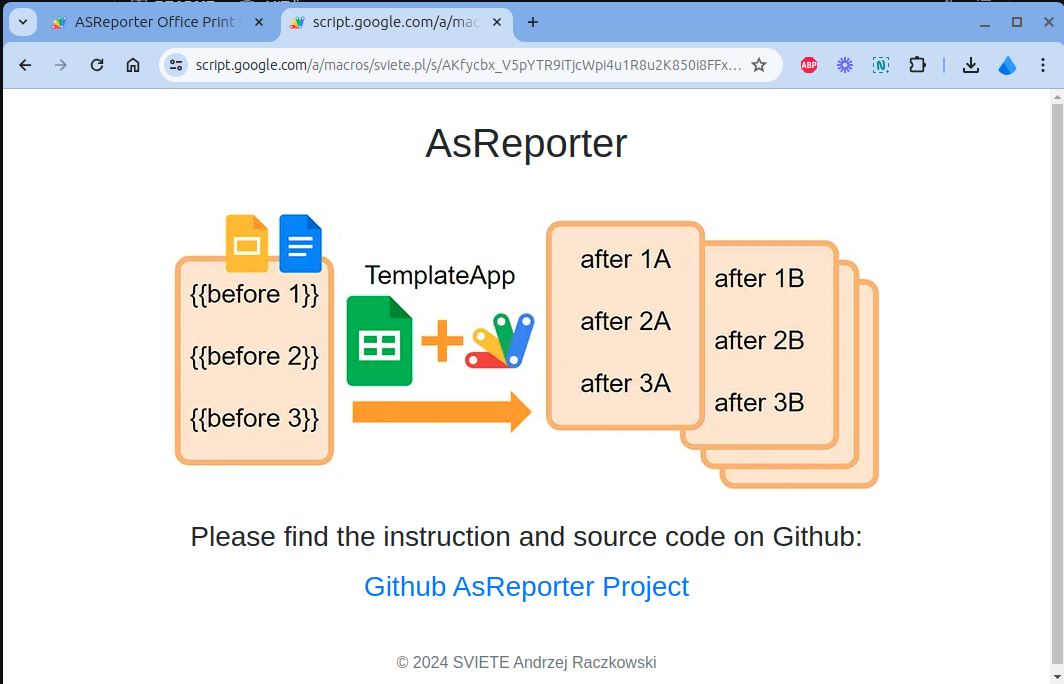 ASReporter Office Print
script.google.com/a/mac
script.google.com/a/macros/sviete.pl/s/AKfycbx_V5pYTR9iTjcWpi4u1R8u2K850I8FFx...
ABP
N
AsReporter
{{before 1}}
{{before 2}}
{{before 3}}
TemplateApp
after 1A
after 2A
after 3A
after 1B
after 2B
after 3B
Please find the instruction and source code on Github:
Github AsReporter Project
© 2024 SVIETE Andrzej Raczkowski